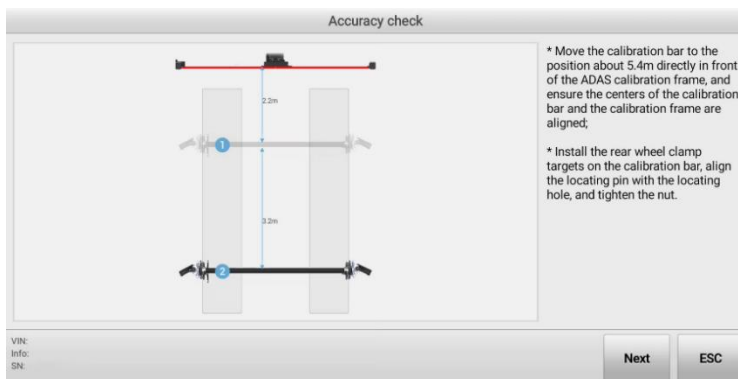 Accuracy check
2.2m
1
3.2m
2
* Move the calibration bar to the
position about 5.4m directly in front
of the ADAS calibration frame, and
ensure the centers of the calibration
bar and the calibration frame are
aligned;
* Install the rear wheel clamp
targets on the calibration bar, align
the locating pin with the locating
hole, and tighten the nut.
VIN:
Info:
SN:
Next
ESC